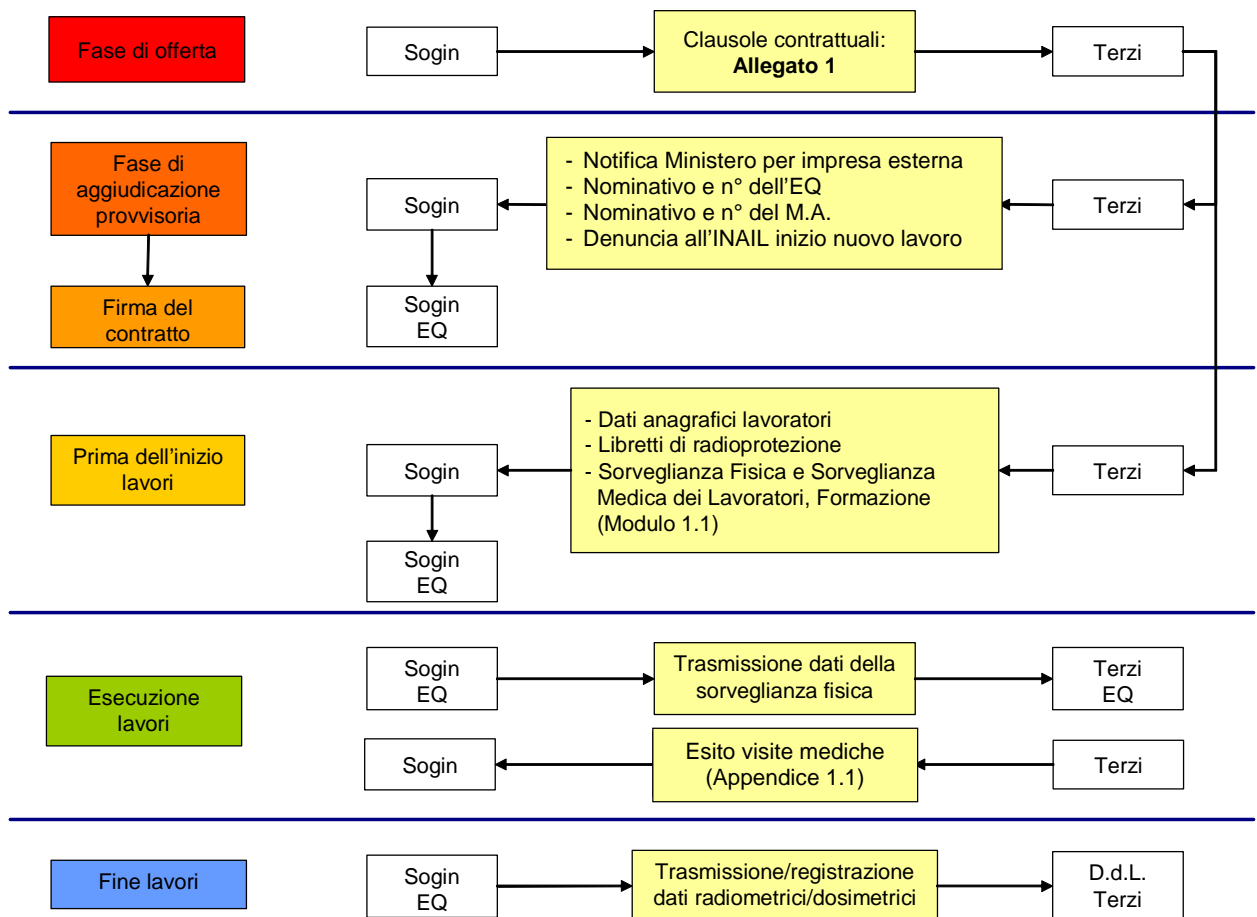 Fase di offerta
Sogin
Clausole contrattuali:
Allegato 1
Terzi
Fase di
aggiudicazione
provvisoria
Sogin
- Notifica Ministero per impresa esterna
- Nominativo e n° dell'EQ
- Nominativo e n° del M.A.
- Denuncia all'INAIL inizio nuovo lavoro
Terzi
Firma del
contratto
Sogin
EQ
Prima dell'inizio
lavori
Sogin
- Dati anagrafici lavoratori
- Libretti di radioprotezione
- Sorveglianza Fisica e Sorveglianza
Medica dei Lavoratori, Formazione
(Modulo 1.1)
Terzi
Sogin
EQ
Esecuzione
lavori
Sogin
EQ
Trasmissione dati della
sorveglianza fisica
Terzi
EQ
Sogin
Esito visite mediche
(Appendice 1.1)
Terzi
Fine lavori
Sogin
EQ
Trasmissione/registrazione
dati radiometrici/dosimetrici
D.d.L.
Terzi